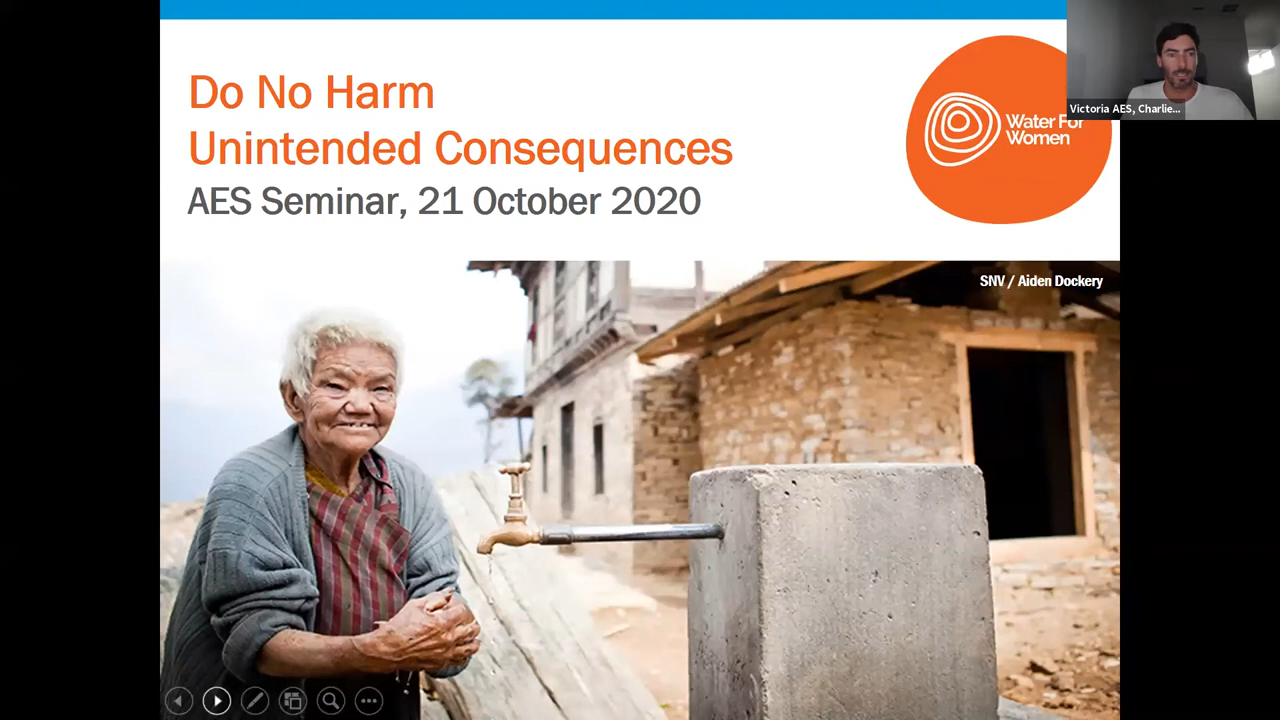 Do No Harm
Unintended Consequences
AES Seminar, 21 October 2020
Water For
Women
Victoria AES, Charlie...
SNV / Aiden Dockery